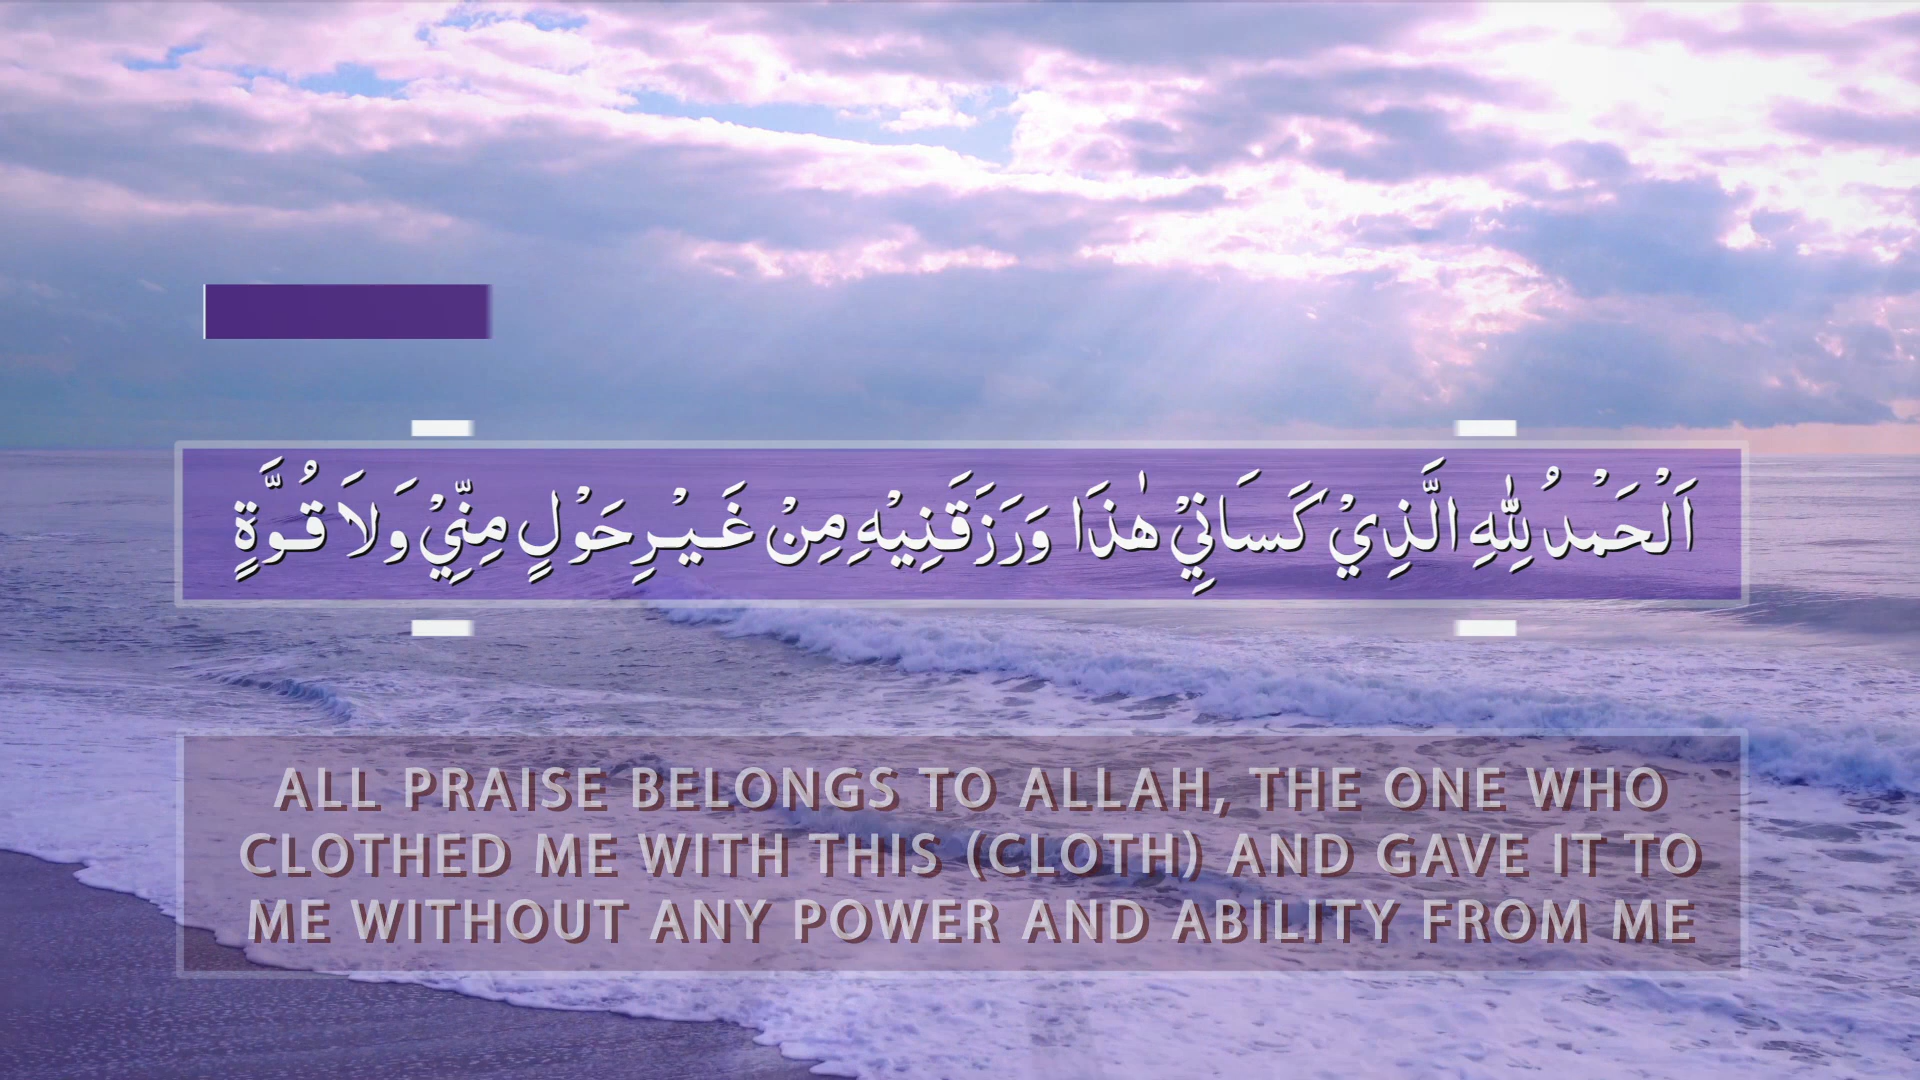 اَلْحَمْدُ لِلّٰهِ الَّذِيْ كَسَانِيْ هٰذَا وَرَزَقَنِيْهِ مِنْ غَيْرِ حَوْلٍ مِنِّيْ وَلاَ قُوَّةٍ
ALL PRAISE BELONGS TO ALLAH, THE ONE WHO
CLOTHED ME WITH THIS (CLOTH) AND GAVE IT TO
ME WITHOUT ANY POWER AND ABILITY FROM ME